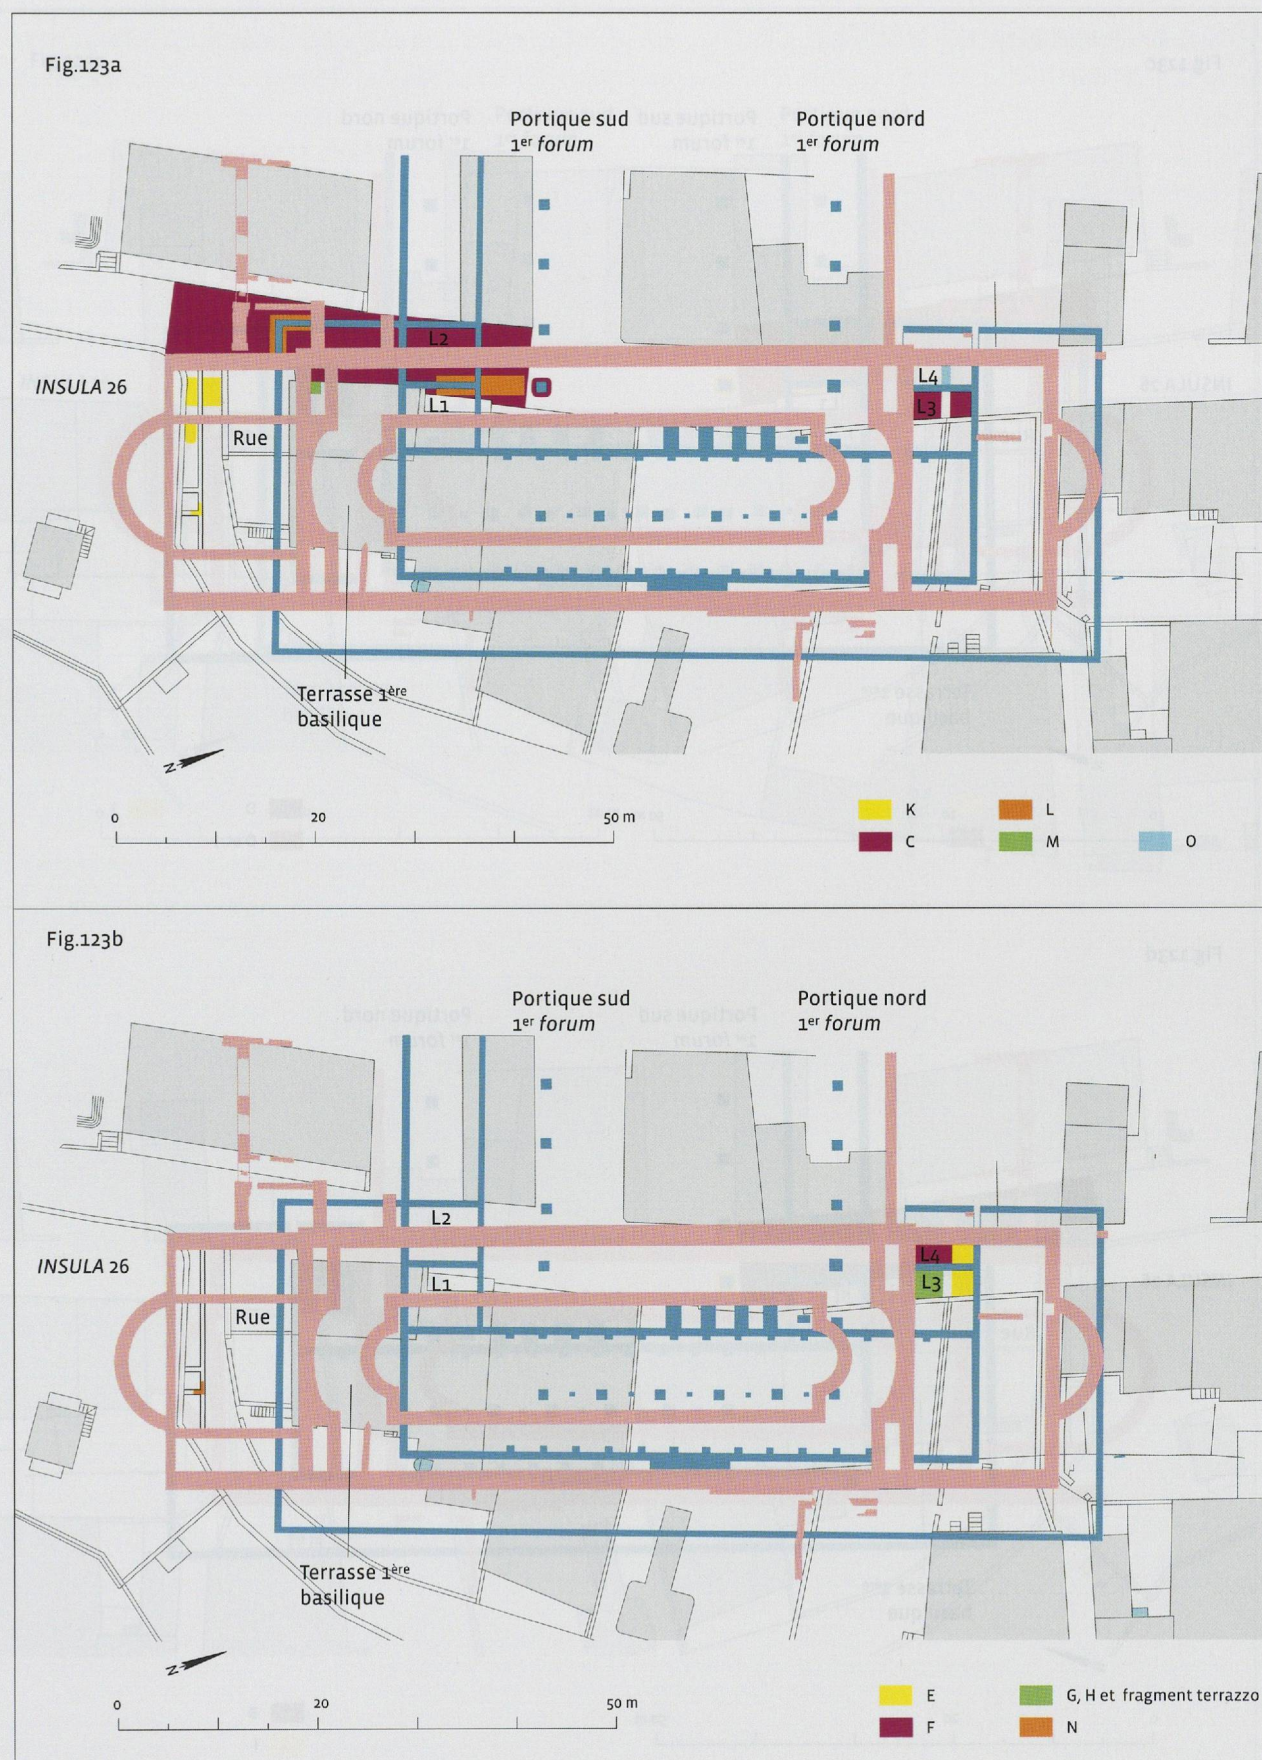 Fig.123a
Portique sud
1er forum
Portique nord
1er forum
L2
INSULA 26
L4
L3
L1
Rue
Terrasse 1ère
basilique
N
0 20 50 m
K L
C M O
Fig.123b
Portique sud
1er forum
Portique nord
1er forum
L2
L4
INSULA 26
L1
L3
Rue
Terrasse 1ère
basilique
N
0 20 50 m
E G, H et fragment terrazzo
F N